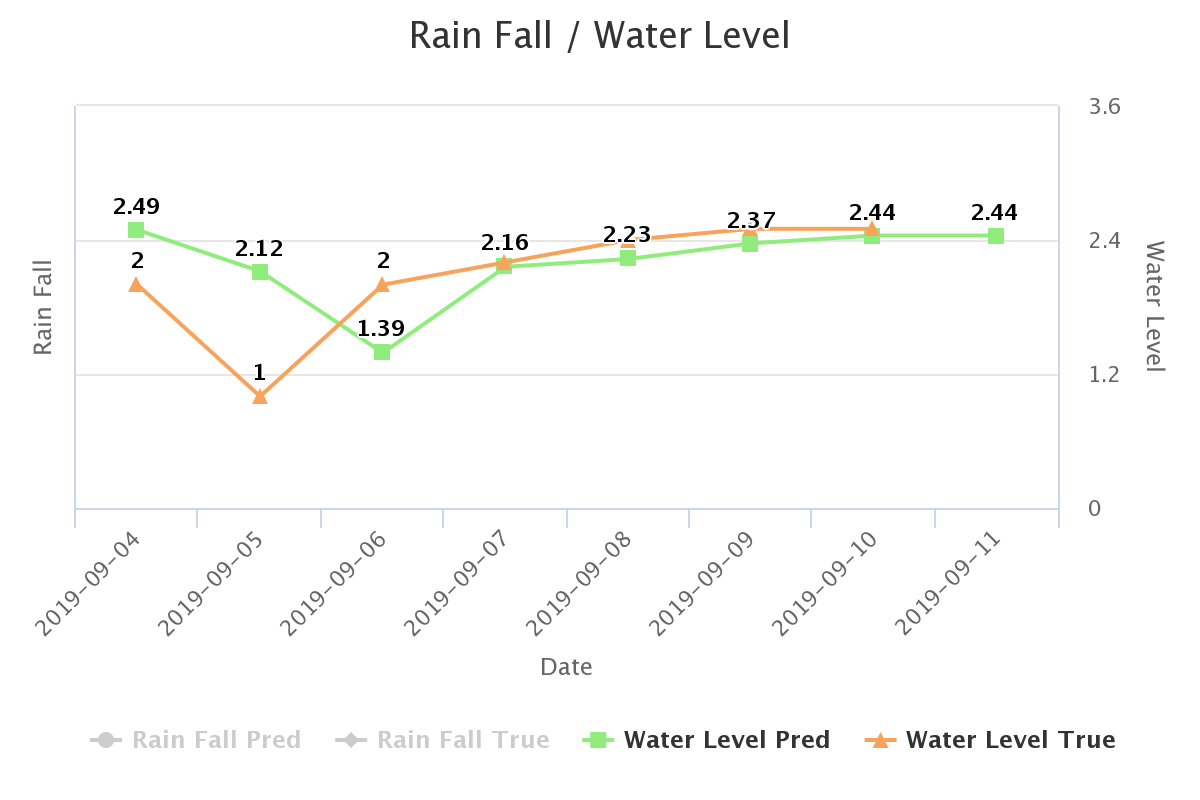 Rain Fall / Water Level
3.6
2.4
1.2
0
Rain Fall
Water Level
2.49
2.12
1.39
2.16
2.23
2.37
2.44
2.44
2
1
2
2019-09-04
2019-09-05
2019-09-06
2019-09-07
2019-09-08
2019-09-09
2019-09-10
2019-09-11
Date
Rain Fall Pred
Rain Fall True
Water Level Pred
Water Level True